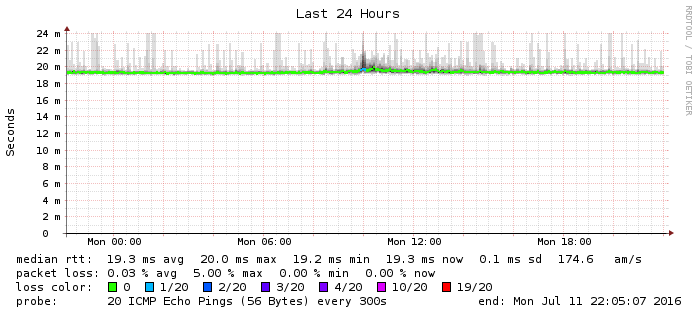 Last 24 Hours
RRDTOOL / TOBI OETIKER
Seconds
24 m
22 m
20 m
18 m
16 m
14 m
12 m
10 m
8 m
6 m
4 m
2 m
0
Mon 00:00 Mon 06:00 Mon 12:00 Mon 18:00
median rtt: 19.3 ms avg 20.0 ms max 19.2 ms min 19.3 ms now 0.1 ms sd 174.6 am/s
packet loss: 0.03 % avg 5.00 % max 0.00 % min 0.00 % now
loss color: 0 1/20 2/20 3/20 4/20 10/20 19/20
probe: 20 ICMP Echo Pings (56 Bytes) every 300s end: Mon Jul 11 22:05:07 2016